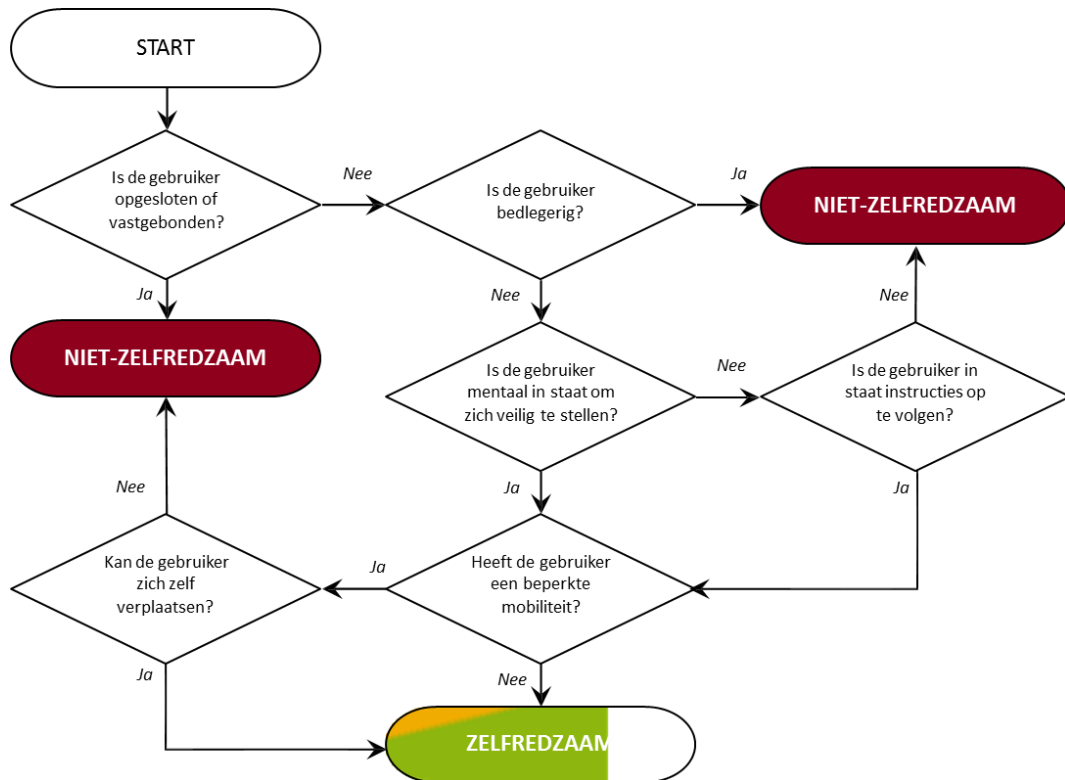 START
Is de gebruiker
opgesloten of
vastgebonden?
Nee
Is de gebruiker
bedlegerig?
Ja
NIET-ZELFREDZAAM
Ja
Nee
Nee
NIET-ZELFREDZAAM
Is de gebruiker
mentaal in staat om
zich veilig te stellen?
Nee
Is de gebruiker in
staat instructies op
te volgen?
Nee
Ja
Ja
Kan de gebruiker
zich zelf
verplaatsen?
Ja
Heeft de gebruiker
een beperkte
mobiliteit?
Ja
Nee
ZELFREDZAAM